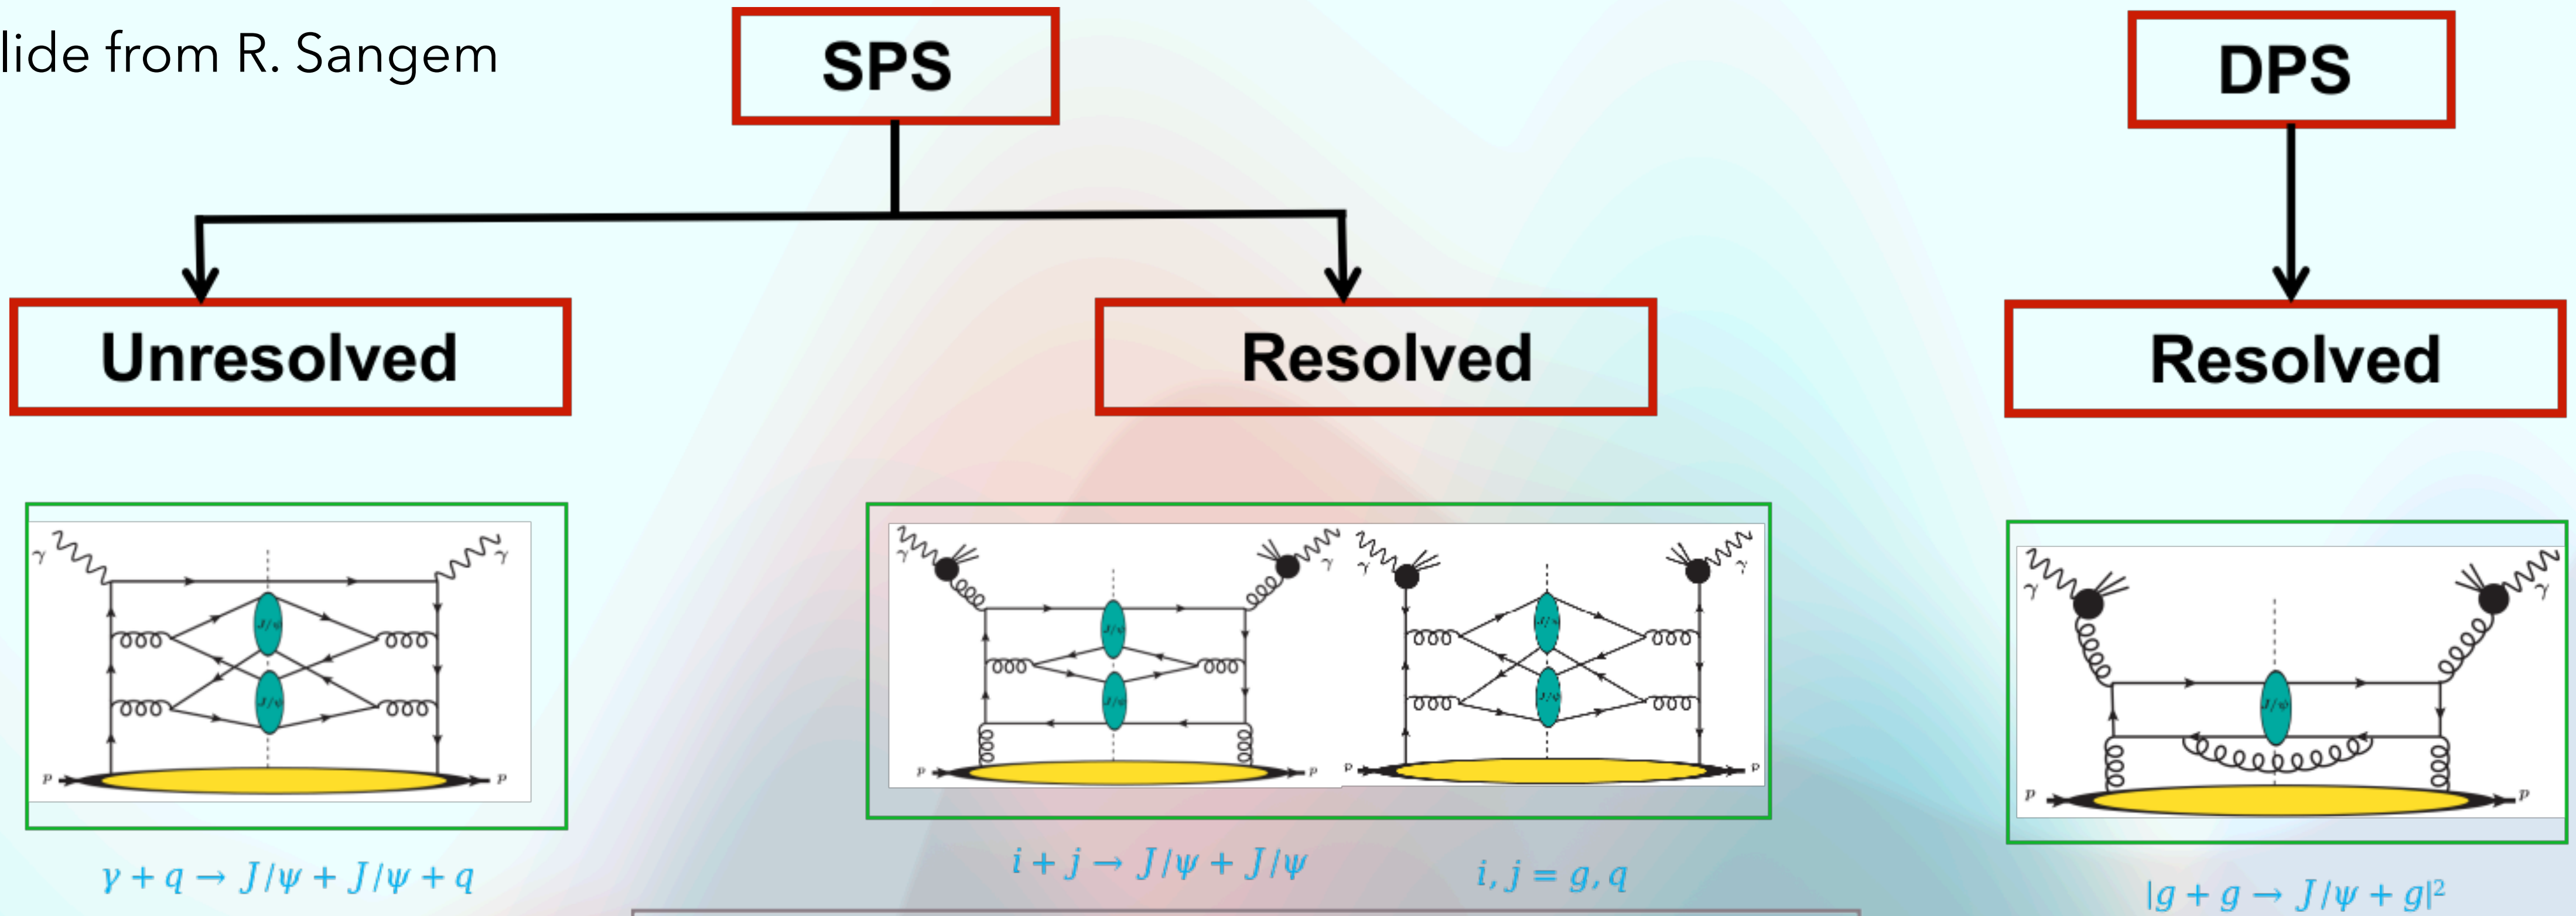 lide from R. Sangem
SPS
DPS
Unresolved
Resolved
Resolved
γ γ
J/ψ
J/ψ
p p
γ γ
J/ψ
J/ψ
p p
γ γ
J/ψ
J/ψ
p p
γ γ
J/ψ
p p
γ + q → J/ψ + J/ψ + q
i + j → J/ψ + J/ψ
i, j = g, q
|g + g → J/ψ + g|²